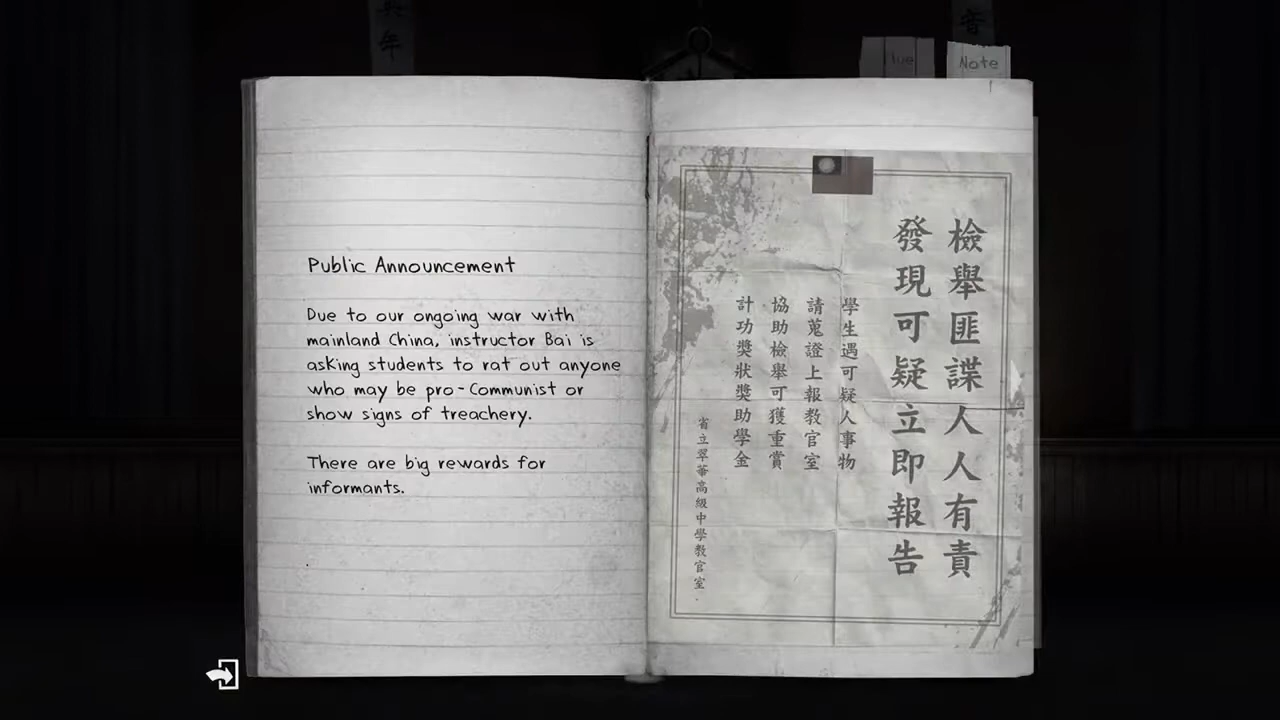 Note
Public Announcement
Due to our ongoing war with
mainland China, instructor Bai is
asking students to rat out anyone
who may be pro-Communist or
show signs of treachery.
There are big rewards for
informants.
檢舉匪諜人人有責
發現可疑立即報告
學生遇可疑人事物
請蒐證上報教官室
協助檢舉可獲重賞
計功獎狀獎助學金
省立翠華高級中學教官室